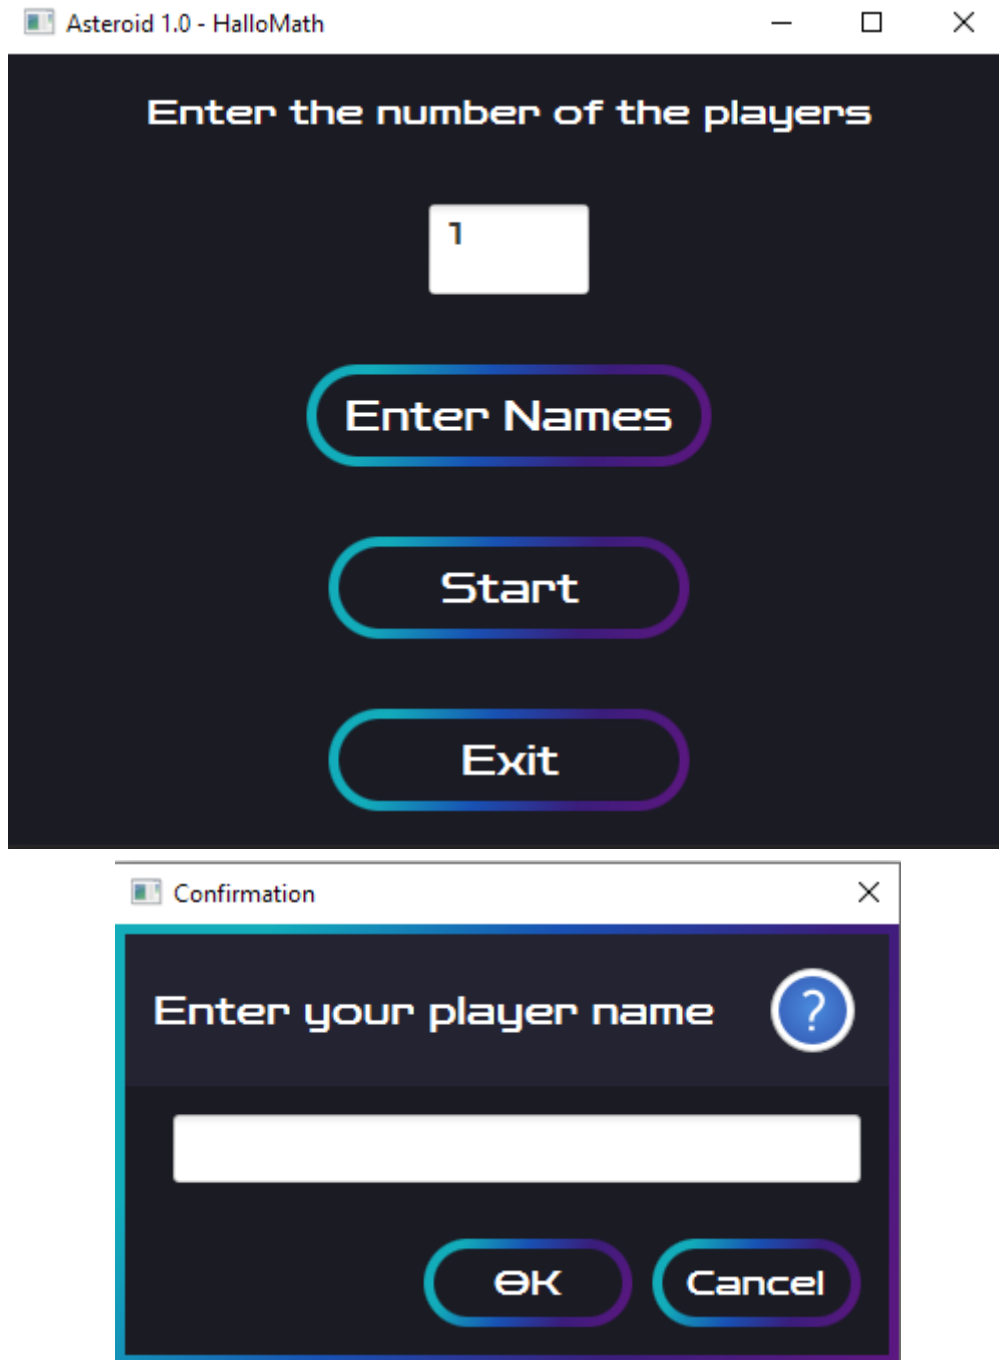 Asteroid 1.0 - HalloMath
Enter the number of the players
1
Enter Names
Start
Exit
Confirmation
Enter your player name
?
OK
Cancel